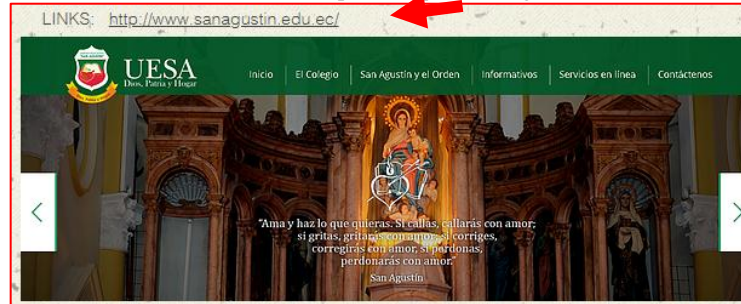 LINKS: http://www.sanagustin.edu.ec/
UESA
Dios, Patria y Hogar
Inicio
El Colegio
San Agustín y el Orden
Informativos
Servicios en línea
Contáctenos
"Ama y haz lo que quieras. Si callas, callarás con amor;
si gritas, gritarás con amor; si corriges,
corregirás con amor, si perdonas,
perdonarás con amor."
San Agustín